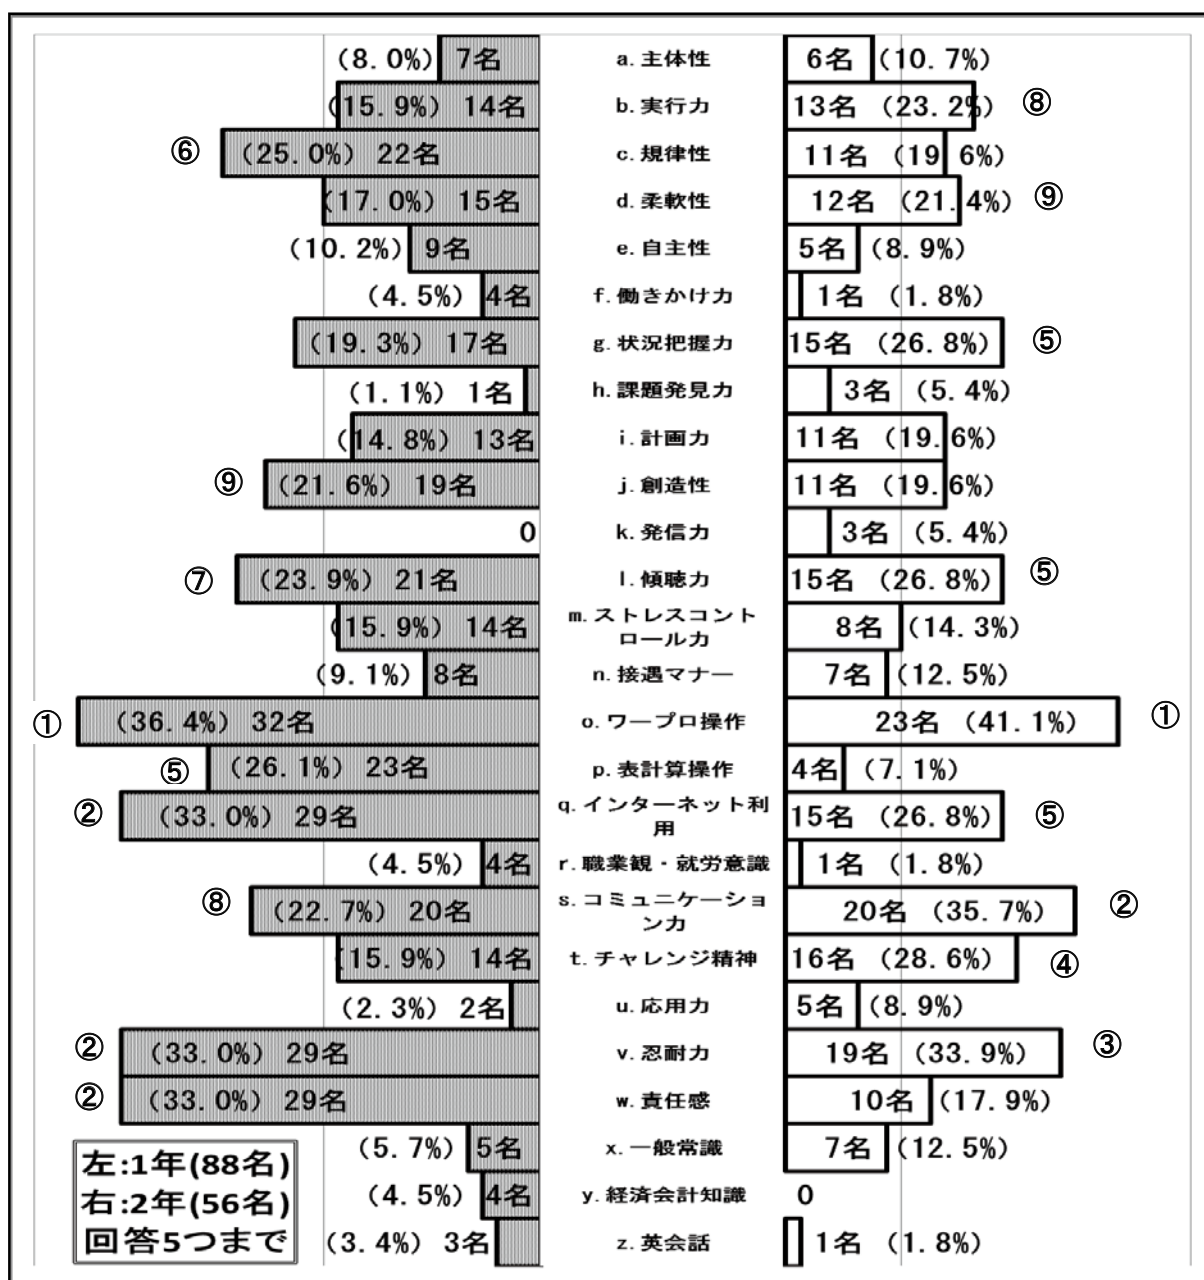 (8.0%) 7名 a.主体性 6名 (10.7%)
(15.9%) 14名 b.実行力 13名 (23.2%) ⑧
⑥ (25.0%) 22名 c.規律性 11名 (19.6%)
(17.0%) 15名 d.柔軟性 12名 (21.4%) ⑨
(10.2%) 9名 e.自主性 5名 (8.9%)
(4.5%) 4名 f.働きかけ力 1名 (1.8%)
(19.3%) 17名 g.状況把握力 15名 (26.8%) ⑤
(1.1%) 1名 h.課題発見力 3名 (5.4%)
(14.8%) 13名 i.計画力 11名 (19.6%)
⑨ (21.6%) 19名 j.創造性 11名 (19.6%)
0 k.発信力 3名 (5.4%)
⑦ (23.9%) 21名 l.傾聴力 15名 (26.8%) ⑤
(15.9%) 14名 m.ストレスコント
ロール力 8名 (14.3%)
(9.1%) 8名 n.接遇マナー 7名 (12.5%)
① (36.4%) 32名 o.ワープロ操作 23名 (41.1%) ①
⑤ (26.1%) 23名 p.表計算操作 4名 (7.1%)
② (33.0%) 29名 q.インターネット利
用 15名 (26.8%) ⑤
(4.5%) 4名 r.職業観・就労意識 1名 (1.8%)
⑧ (22.7%) 20名 s.コミュニケーショ
ン力 20名 (35.7%) ②
(15.9%) 14名 t.チャレンジ精神 16名 (28.6%) ④
(2.3%) 2名 u.応用力 5名 (8.9%)
② (33.0%) 29名 v.忍耐力 19名 (33.9%) ③
② (33.0%) 29名 w.責任感 10名 (17.9%)
(5.7%) 5名 x.一般常識 7名 (12.5%)
(4.5%) 4名 y.経済会計知識 0
(3.4%) 3名 z.英会話 1名 (1.8%)
左:1年(88名)
右:2年(56名)
回答5つまで